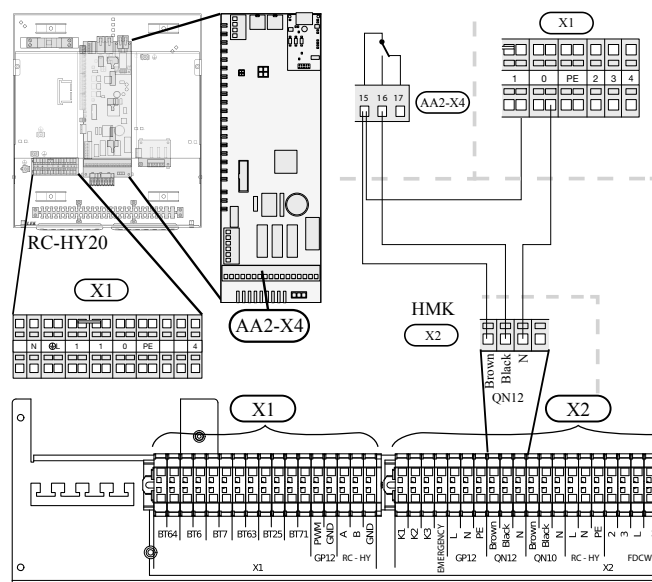 X1
1 0 PE 2 3 4
15 16 17
AA2-X4
RC-HY20
X1
AA2-X4
HMK
X2
N L 1 1 0 PE 4
Brown
Black
N
QN12
X1
X2
BT64 BT6 BT7 BT63 BT25 BT71 PWM GND A B GND
GP12 RC - HY
X1
K1 K2 K3 EMERGENCY L N PE Brown Black N Brown Black N L N PE 2 3 L
GP12 QN12 QN10 RC - HY FDCW
X2